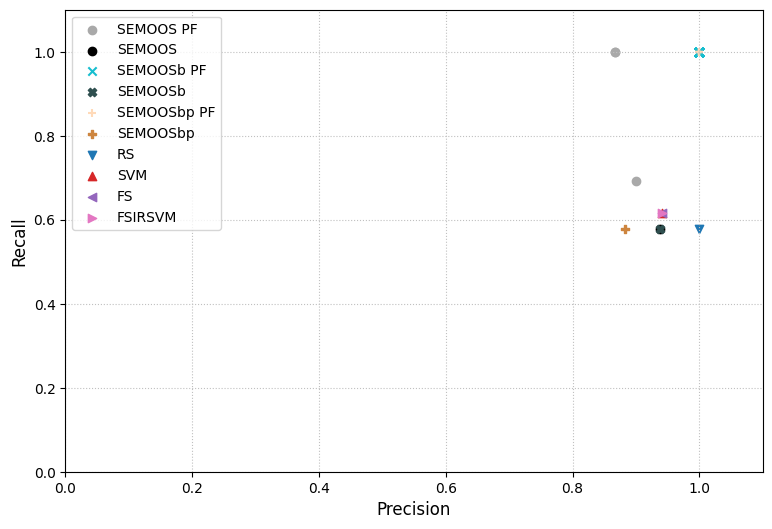 SEMOOS PF
SEMOOS
SEMOOSb PF
SEMOOSb
SEMOOSbp PF
SEMOOSbp
RS
SVM
FS
FSIRSVM
Recall
1.0
0.8
0.6
0.4
0.2
0.0
0.0 0.2 0.4 0.6 0.8 1.0
Precision